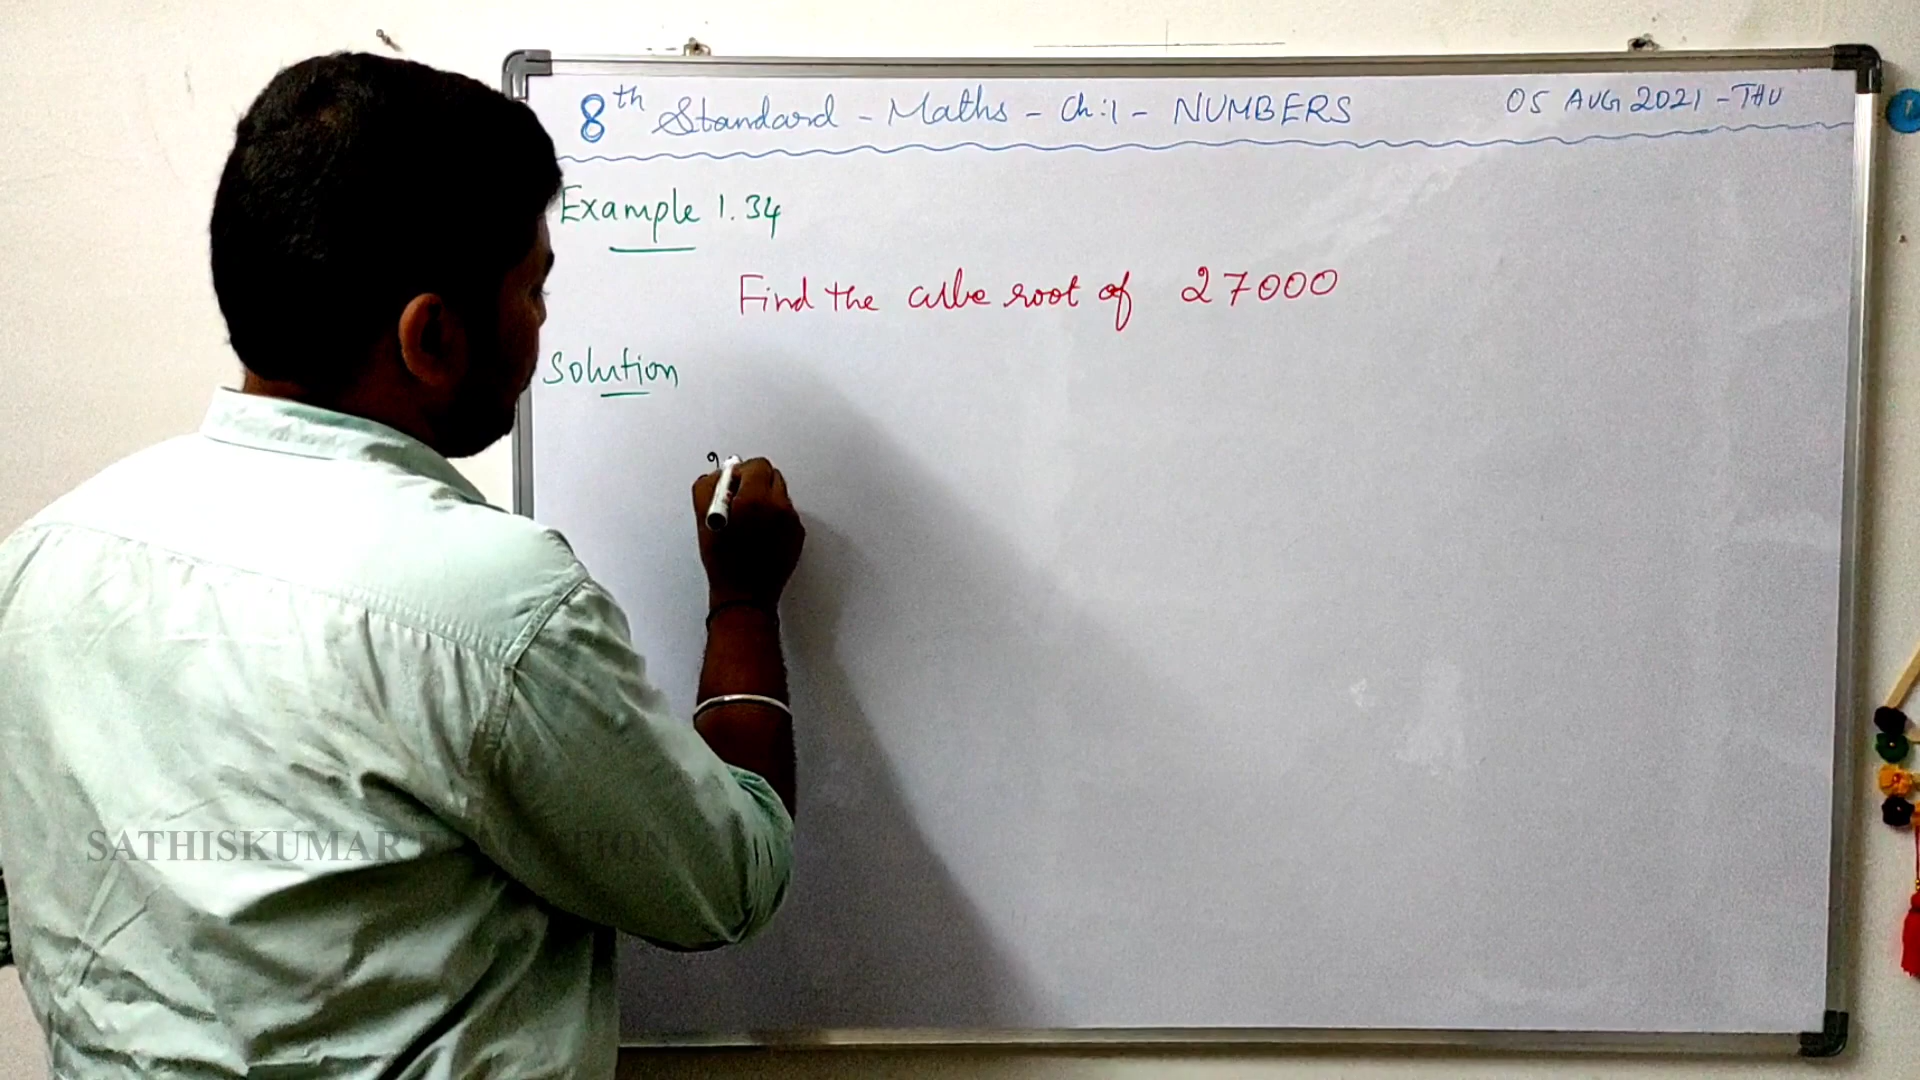 8th Standard - Maths - Ch:1 - NUMBERS
05 AUG 2021 - THU
Example 1.34
Find the cube root of 27000
Solution
SATHISKUMAR EDUCATION